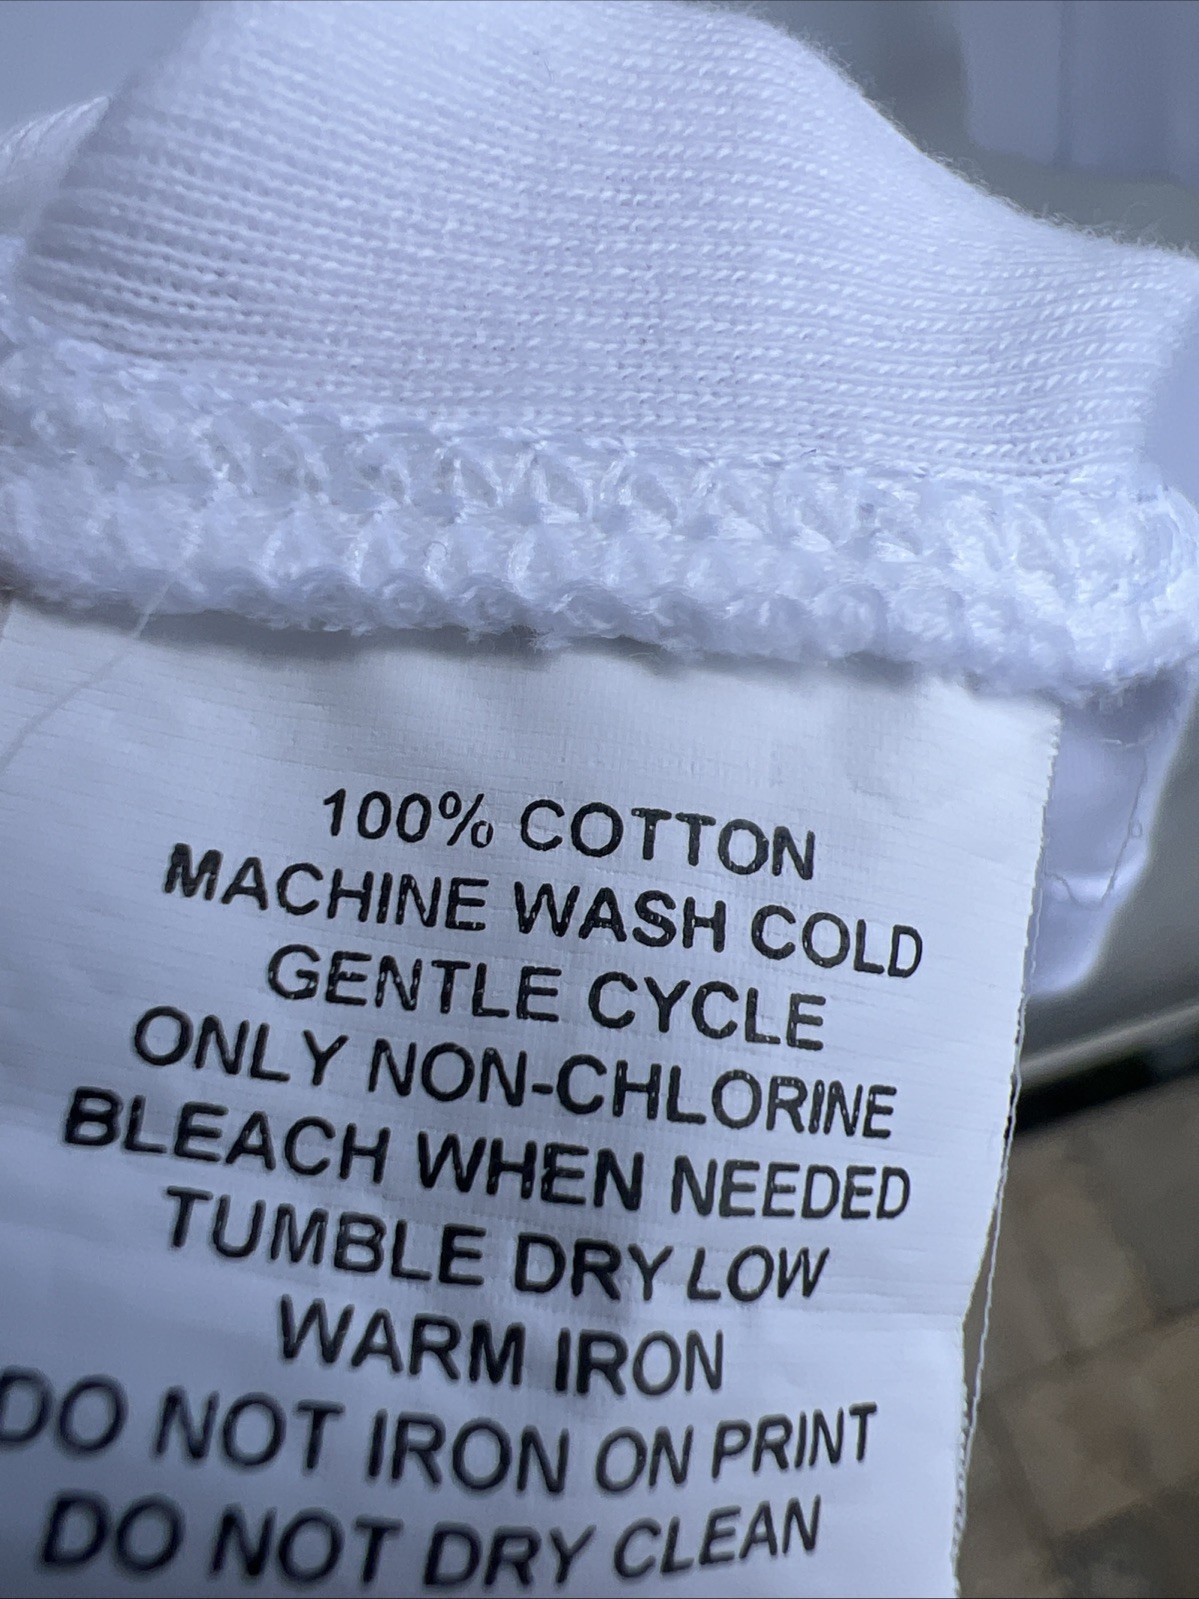 100% COTTON
MACHINE WASH COLD
GENTLE CYCLE
ONLY NON-CHLORINE
BLEACH WHEN NEEDED
TUMBLE DRY LOW
WARM IRON
DO NOT IRON ON PRINT
DO NOT DRY CLEAN